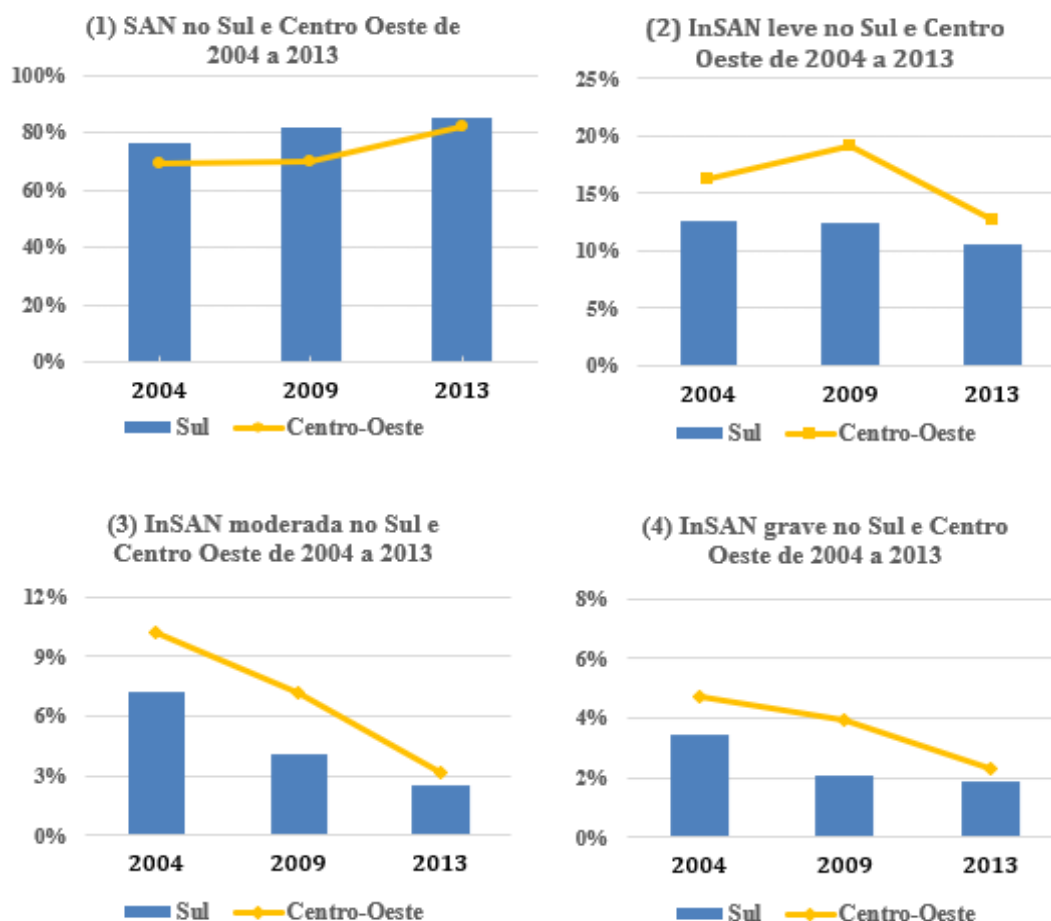 (1) SAN no Sul e Centro Oeste de
2004 a 2013
100%
80%
60%
40%
20%
0%
2004 2009 2013
Sul Centro-Oeste
(2) InSAN leve no Sul e Centro
Oeste de 2004 a 2013
25%
20%
15%
10%
5%
0%
2004 2009 2013
Sul Centro-Oeste
(3) InSAN moderada no Sul e
Centro Oeste de 2004 a 2013
12%
9%
6%
3%
0%
2004 2009 2013
Sul Centro-Oeste
(4) InSAN grave no Sul e Centro
Oeste de 2004 a 2013
8%
6%
4%
2%
0%
2004 2009 2013
Sul Centro-Oeste